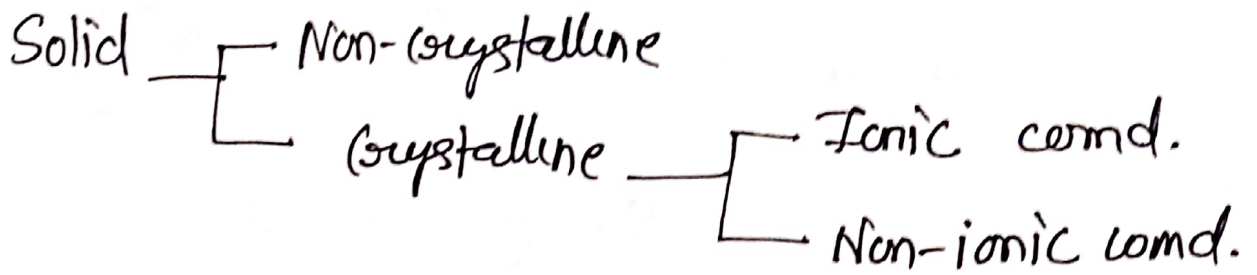 Solid
Non-crystalline
Crystalline
Ionic comd.
Non-ionic comd.